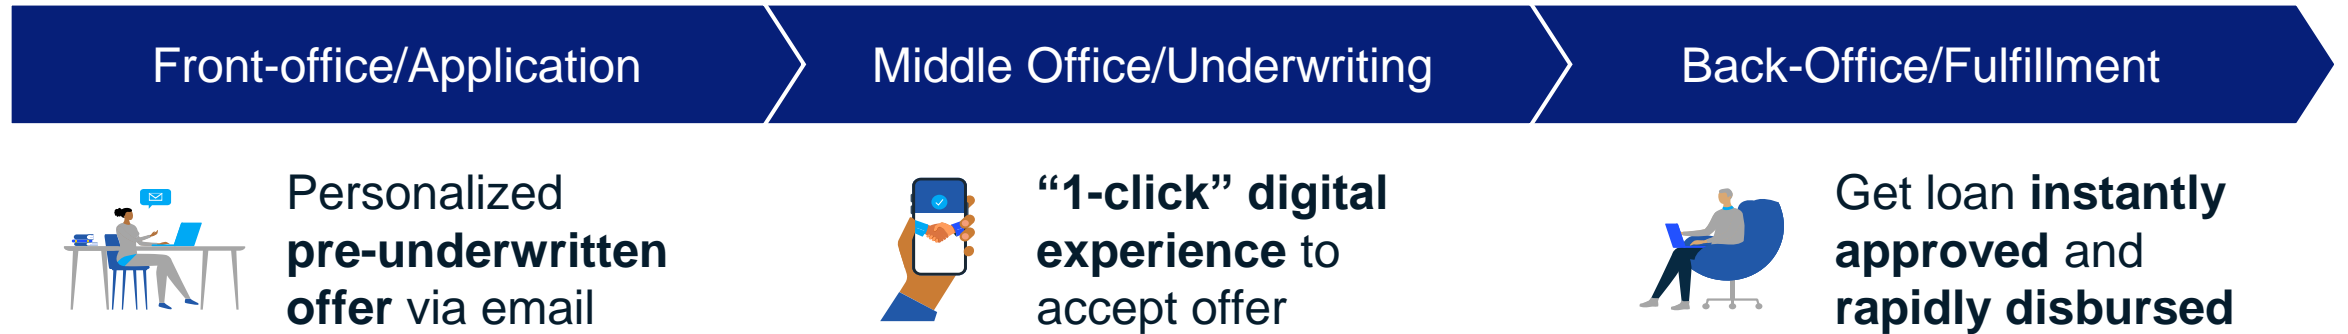 Front-office/Application
Middle Office/Underwriting
Back-Office/Fulfillment
Personalized
pre-underwritten
offer via email
“1-click” digital
experience to
accept offer
Get loan instantly
approved and
rapidly disbursed